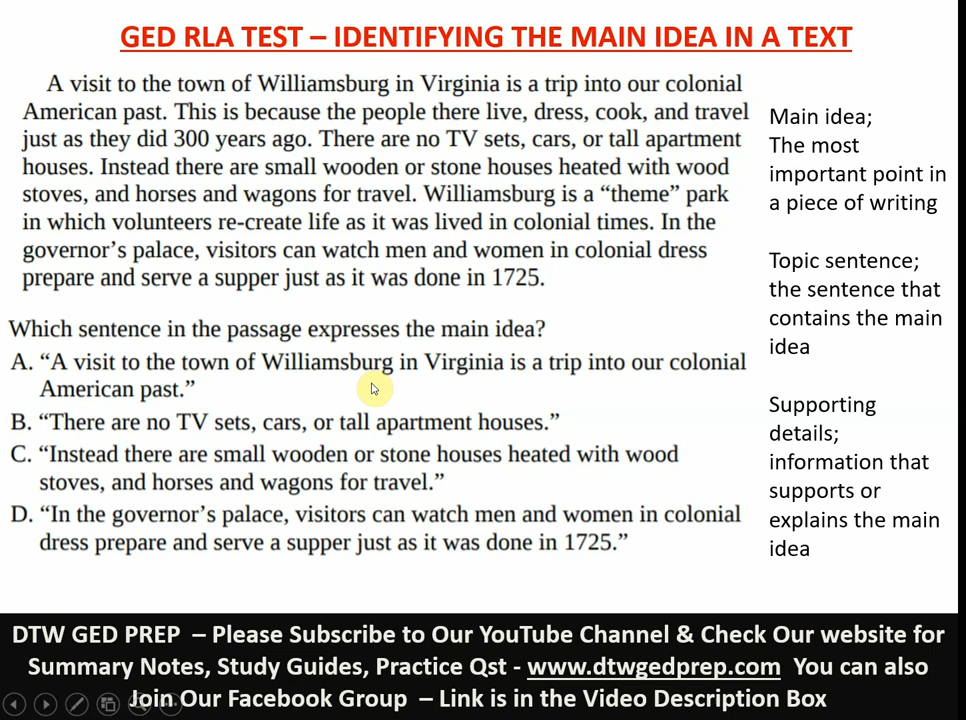 GED RLA TEST – IDENTIFYING THE MAIN IDEA IN A TEXT
A visit to the town of Williamsburg in Virginia is a trip into our colonial
American past. This is because the people there live, dress, cook, and travel
just as they did 300 years ago. There are no TV sets, cars, or tall apartment
houses. Instead there are small wooden or stone houses heated with wood
stoves, and horses and wagons for travel. Williamsburg is a “theme” park
in which volunteers re-create life as it was lived in colonial times. In the
governor’s palace, visitors can watch men and women in colonial dress
prepare and serve a supper just as it was done in 1725.
Which sentence in the passage expresses the main idea?
A. “A visit to the town of Williamsburg in Virginia is a trip into our colonial
American past.”
B. “There are no TV sets, cars, or tall apartment houses.”
C. “Instead there are small wooden or stone houses heated with wood
stoves, and horses and wagons for travel.”
D. “In the governor’s palace, visitors can watch men and women in colonial
dress prepare and serve a supper just as it was done in 1725.”
Main idea;
The most
important point in
a piece of writing
Topic sentence;
the sentence that
contains the main
idea
Supporting
details;
information that
supports or
explains the main
idea
DTW GED PREP – Please Subscribe to Our YouTube Channel & Check Our website for
Summary Notes, Study Guides, Practice Qst - www.dtwgedprep.com You can also
Join Our Facebook Group – Link is in the Video Description Box